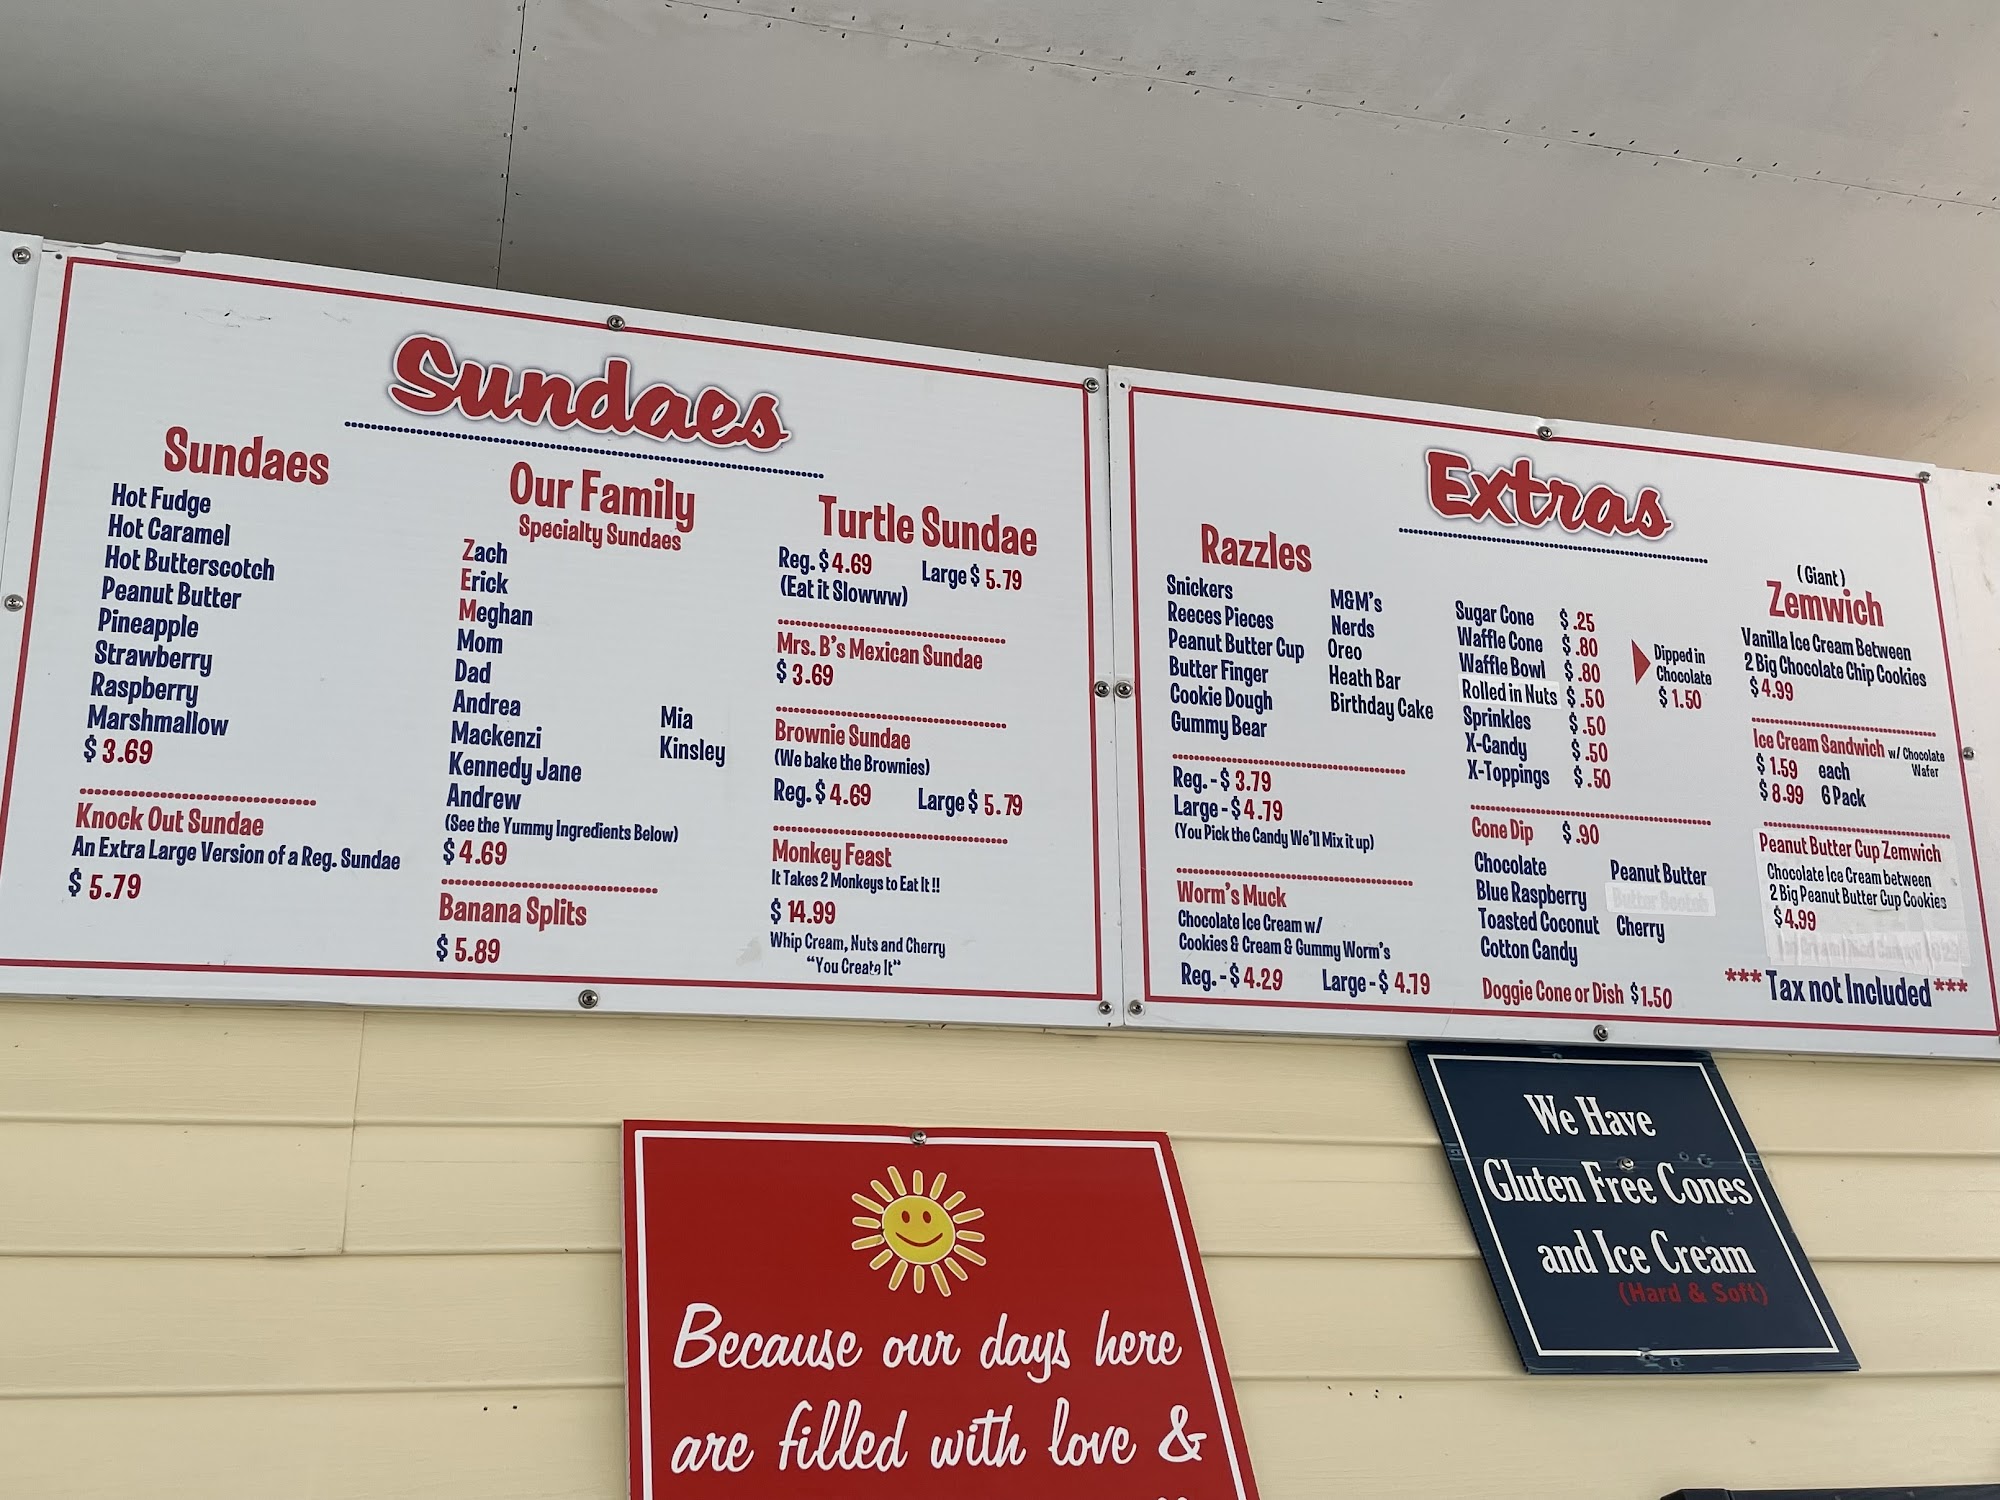 Sundaes
Sundaes
Hot Fudge
Hot Caramel
Hot Butterscotch
Peanut Butter
Pineapple
Strawberry
Raspberry
Marshmallow
$ 3.69
Knock Out Sundae
An Extra Large Version of a Reg. Sundae
$ 5.79
Our Family
Specialty Sundaes
Zach
Erick
Meghan
Mom
Dad
Andrea
Mackenzi
Kennedy Jane
Andrew
Mia
Kinsley
(See the Yummy Ingredients Below)
$ 4.69
Banana Splits
$ 5.89
Turtle Sundae
Reg. $ 4.69 Large $ 5.79
(Eat it Slowww)
Mrs. B's Mexican Sundae
$ 3.69
Brownie Sundae
(We bake the Brownies)
Reg. $ 4.69 Large $ 5.79
Monkey Feast
It Takes 2 Monkeys to Eat It !!
$ 14.99
Whip Cream, Nuts and Cherry
"You Create It"
Extras
Razzles
Snickers
Reeces Pieces
Peanut Butter Cup
Butter Finger
Cookie Dough
Gummy Bear
M&M's
Nerds
Oreo
Heath Bar
Birthday Cake
Reg. - $ 3.79
Large - $ 4.79
(You Pick the Candy We'll Mix it up)
Worm's Muck
Chocolate Ice Cream w/
Cookies & Cream & Gummy Worm's
Reg. - $ 4.29 Large - $ 4.79
Sugar Cone $ .25
Waffle Cone $ .80
Waffle Bowl $ .80
Rolled in Nuts $ .50
Sprinkles $ .50
X-Candy $ .50
X-Toppings $ .50
Dipped in
Chocolate
$ 1.50
Cone Dip $ .90
Chocolate
Blue Raspberry
Toasted Coconut
Cotton Candy
Peanut Butter
Butter Scotch
Cherry
Doggie Cone or Dish $1.50
(Giant)
Zemwich
Vanilla Ice Cream Between
2 Big Chocolate Chip Cookies
$ 4.99
Ice Cream Sandwich w/ Chocolate
Wafer
$ 1.59 each
$ 8.99 6 Pack
Peanut Butter Cup Zemwich
Chocolate Ice Cream between
2 Big Peanut Butter Cup Cookies
$ 4.99
*** Tax not Included ***
We Have
Gluten Free Cones
and Ice Cream
(Hard & Soft)
Because our days here
are filled with love &